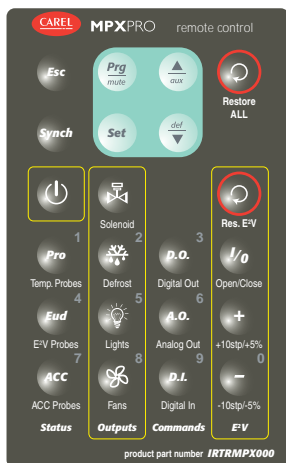 CAREL MPXPRO remote control
Esc Prg mute aux
Restore ALL
Synch Set def
Solenoid Res. E²V
1 2 3
Pro D.O. I/0
Temp. Probes Defrost Digital Out Open/Close
4 5 6
Eud A.O. +
E²V Probes Lights Analog Out +10stp/+5%
7 8 9 0
ACC D.I. –
ACC Probes Fans Digital In -10stp/-5%
Status Outputs Commands E²V
product part number IRTRMPX000